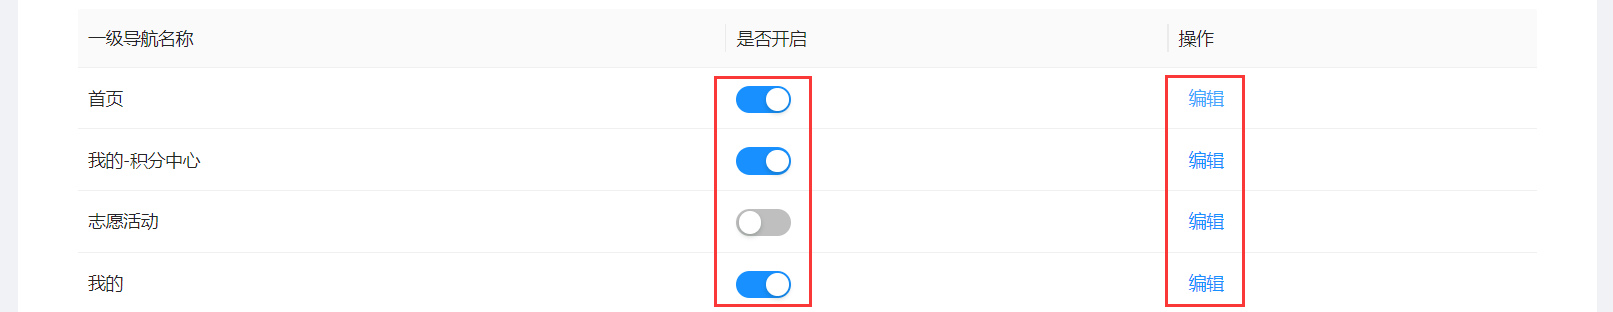 一级导航名称 是否开启 操作
首页 编辑
我的-积分中心 编辑
志愿活动 编辑
我的 编辑